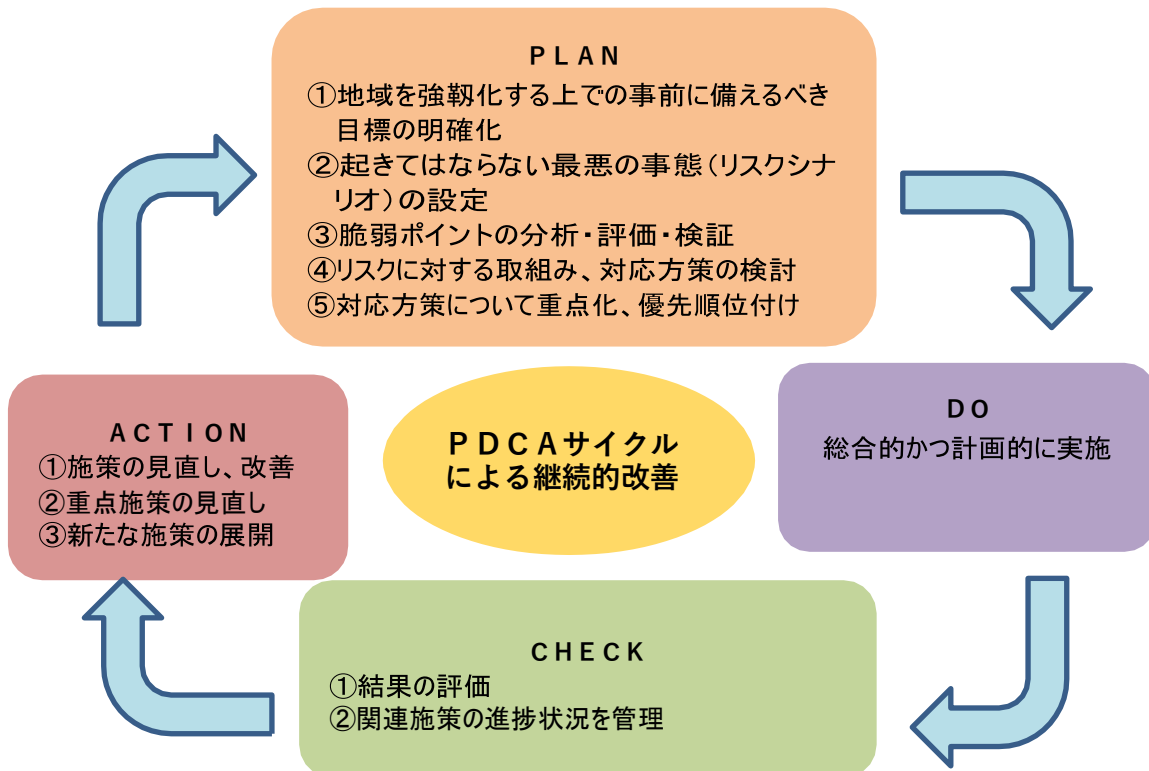 PLAN
①地域を強靱化する上での事前に備えるべき
目標の明確化
②起きてはならない最悪の事態(リスクシナ
リオ)の設定
③脆弱ポイントの分析・評価・検証
④リスクに対する取組み、対応方策の検討
⑤対応方策について重点化、優先順位付け
DO
総合的かつ計画的に実施
PDCAサイクル
による継続的改善
ACTION
①施策の見直し、改善
②重点施策の見直し
③新たな施策の展開
CHECK
①結果の評価
②関連施策の進捗状況を管理